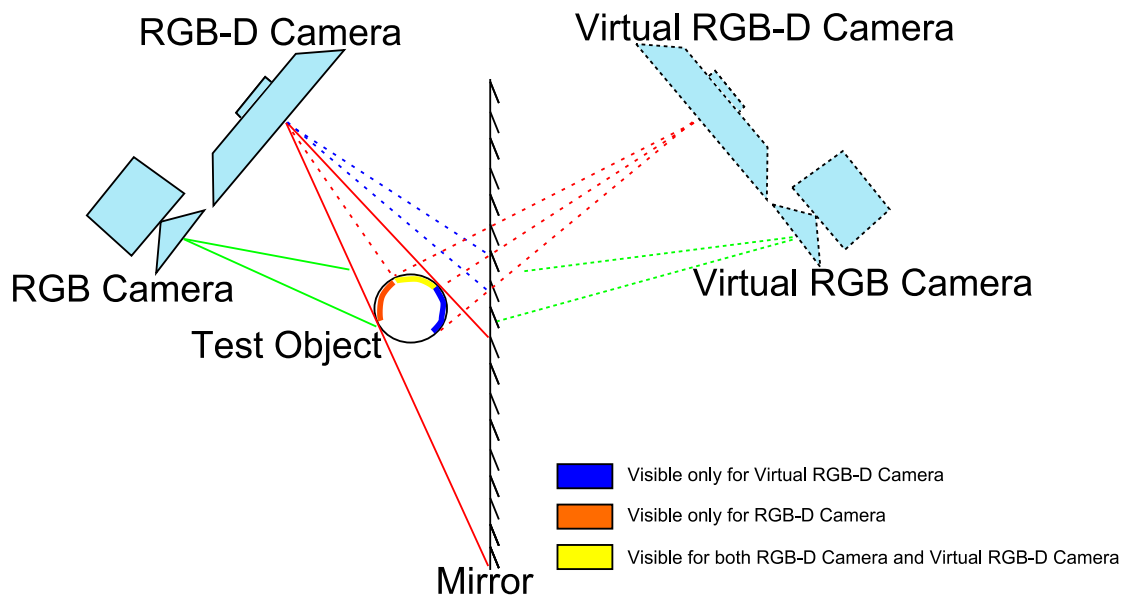 RGB-D Camera
Virtual RGB-D Camera
RGB Camera
Virtual RGB Camera
Test Object
Visible only for Virtual RGB-D Camera
Visible only for RGB-D Camera
Visible for both RGB-D Camera and Virtual RGB-D Camera
Mirror